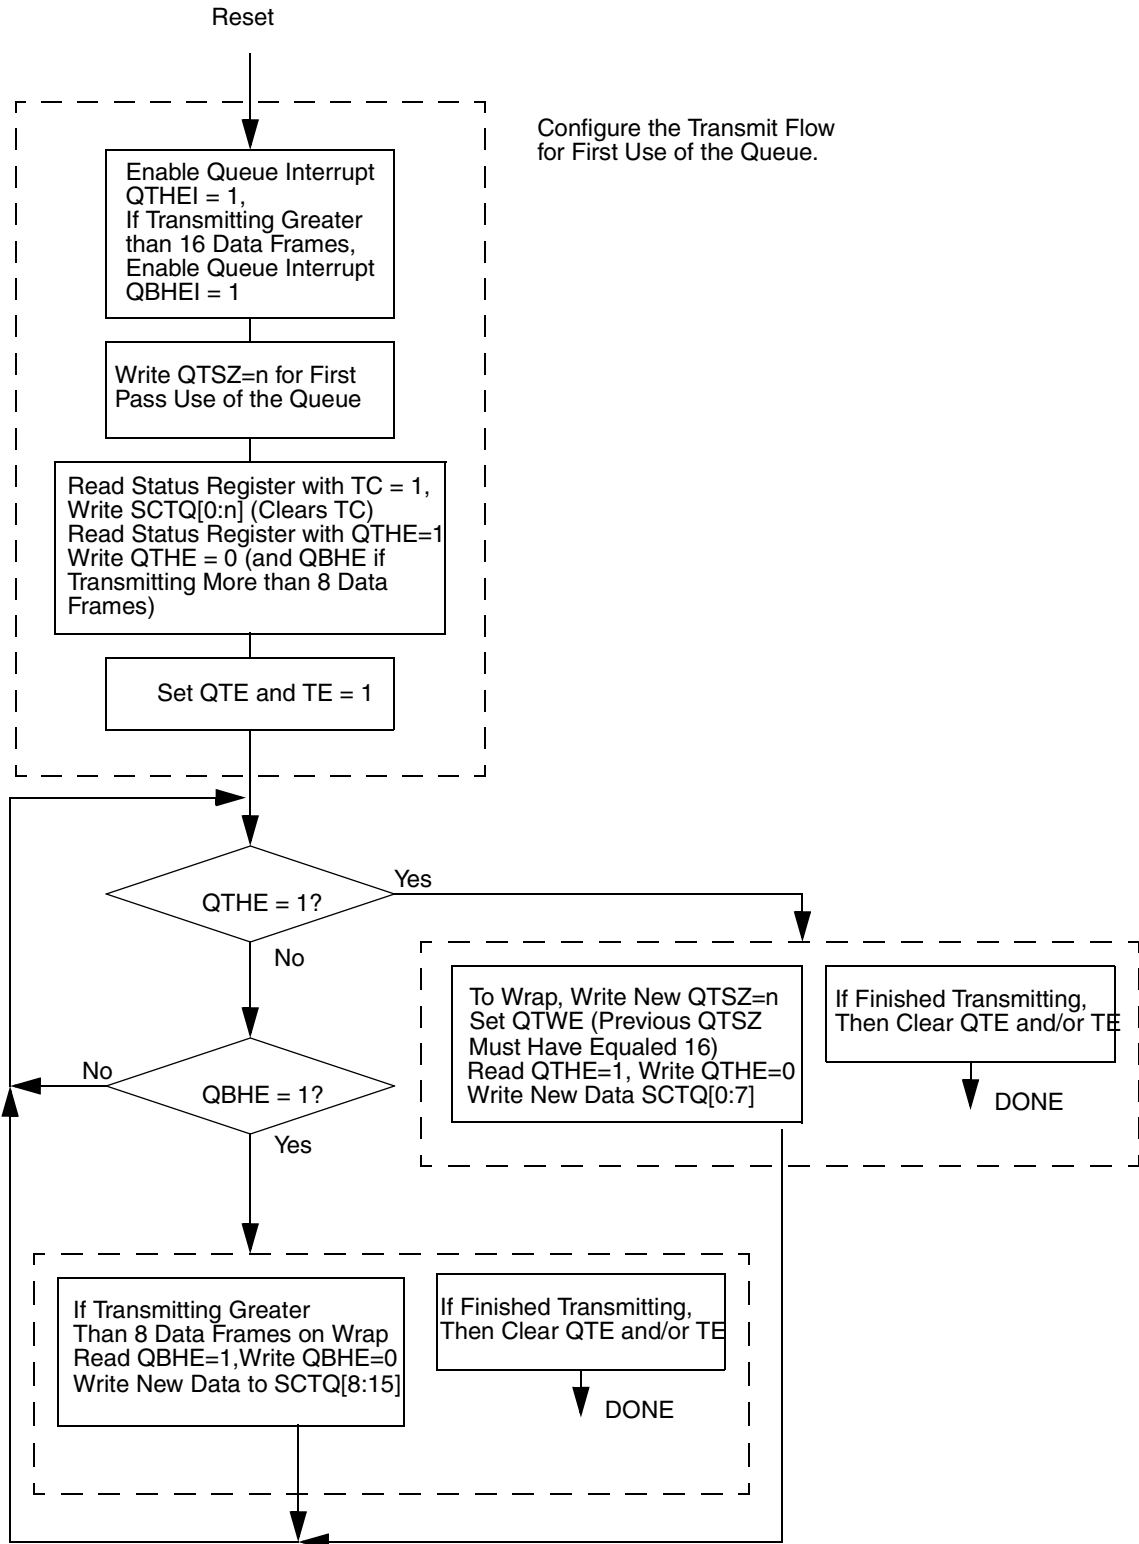 Reset
Configure the Transmit Flow
for First Use of the Queue.
Enable Queue Interrupt
QTHEI = 1,
If Transmitting Greater
than 16 Data Frames,
Enable Queue Interrupt
QBHEI = 1
Write QTSZ=n for First
Pass Use of the Queue
Read Status Register with TC = 1,
Write SCTQ[0:n] (Clears TC)
Read Status Register with QTHE=1
Write QTHE = 0 (and QBHE if
Transmitting More than 8 Data
Frames)
Set QTE and TE = 1
QTHE = 1?
Yes
No
To Wrap, Write New QTSZ=n
Set QTWE (Previous QTSZ
Must Have Equaled 16)
Read QTHE=1, Write QTHE=0
Write New Data SCTQ[0:7]
If Finished Transmitting,
Then Clear QTE and/or TE
DONE
No
QBHE = 1?
Yes
If Transmitting Greater
Than 8 Data Frames on Wrap
Read QBHE=1,Write QBHE=0
Write New Data to SCTQ[8:15]
If Finished Transmitting,
Then Clear QTE and/or TE
DONE